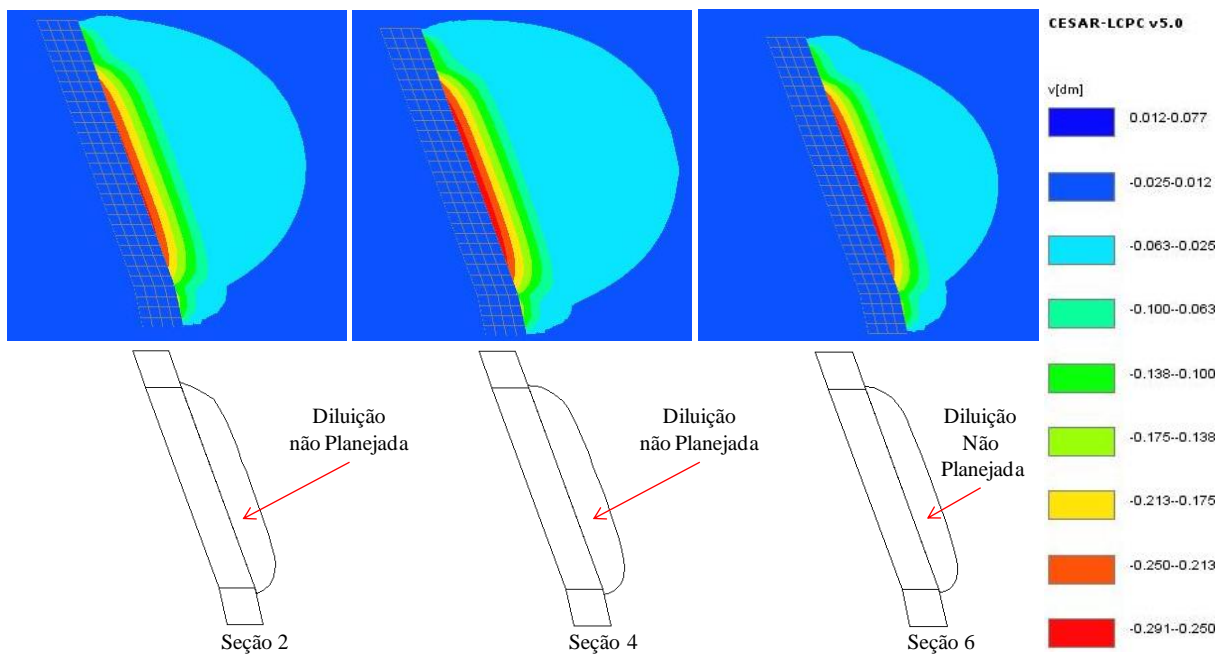 CESAR-LCPC v5.0
v[dm]
0.012-0.077
-0.025-0.012
-0.063--0.025
-0.100--0.063
-0.138--0.100
-0.175--0.138
-0.213--0.175
-0.250--0.213
-0.291--0.250
Diluição
não Planejada
Diluição
não Planejada
Diluição
Não
Planejada
Seção 2
Seção 4
Seção 6